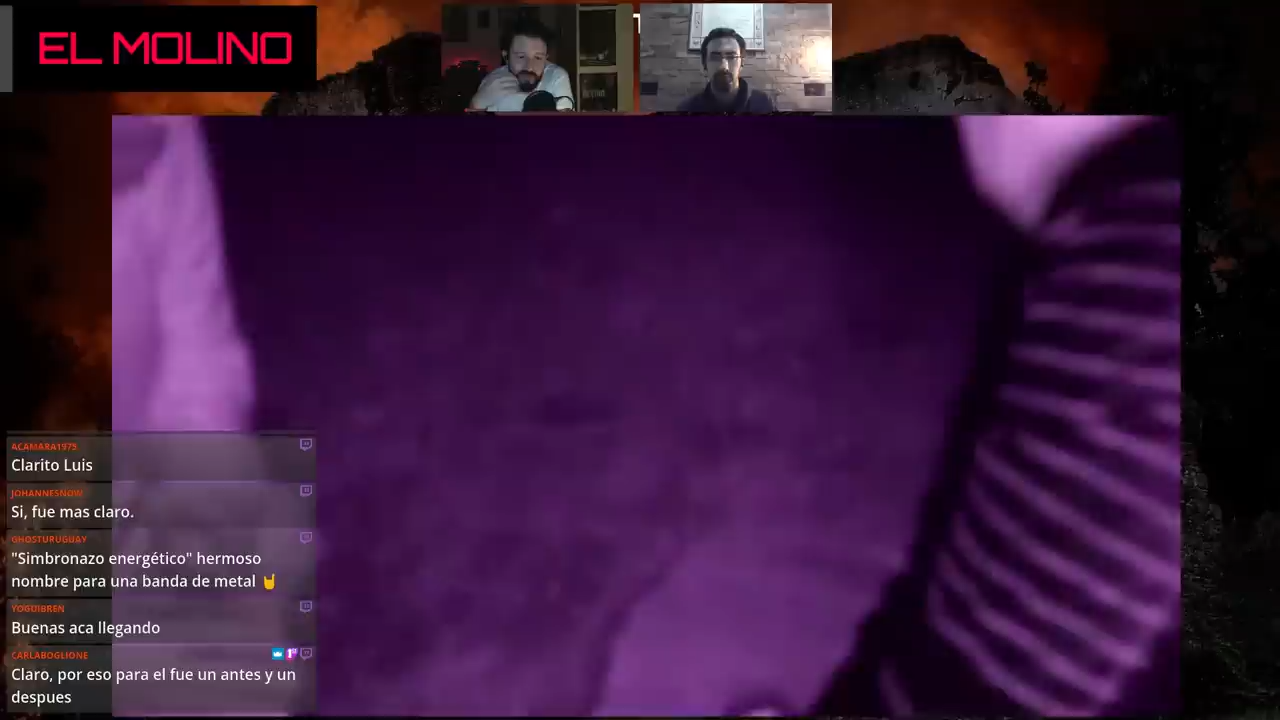 EL MOLINO
ACAMARA1975
Clarito Luis
JOHANNESNOW
Si, fue mas claro.
GHOSTURUGUAY
"Simbronazo energético" hermoso
nombre para una banda de metal 🤘
YOGUIBREN
Buenas aca llegando
CARLABOGLIONE
Claro, por eso para el fue un antes y un
despues